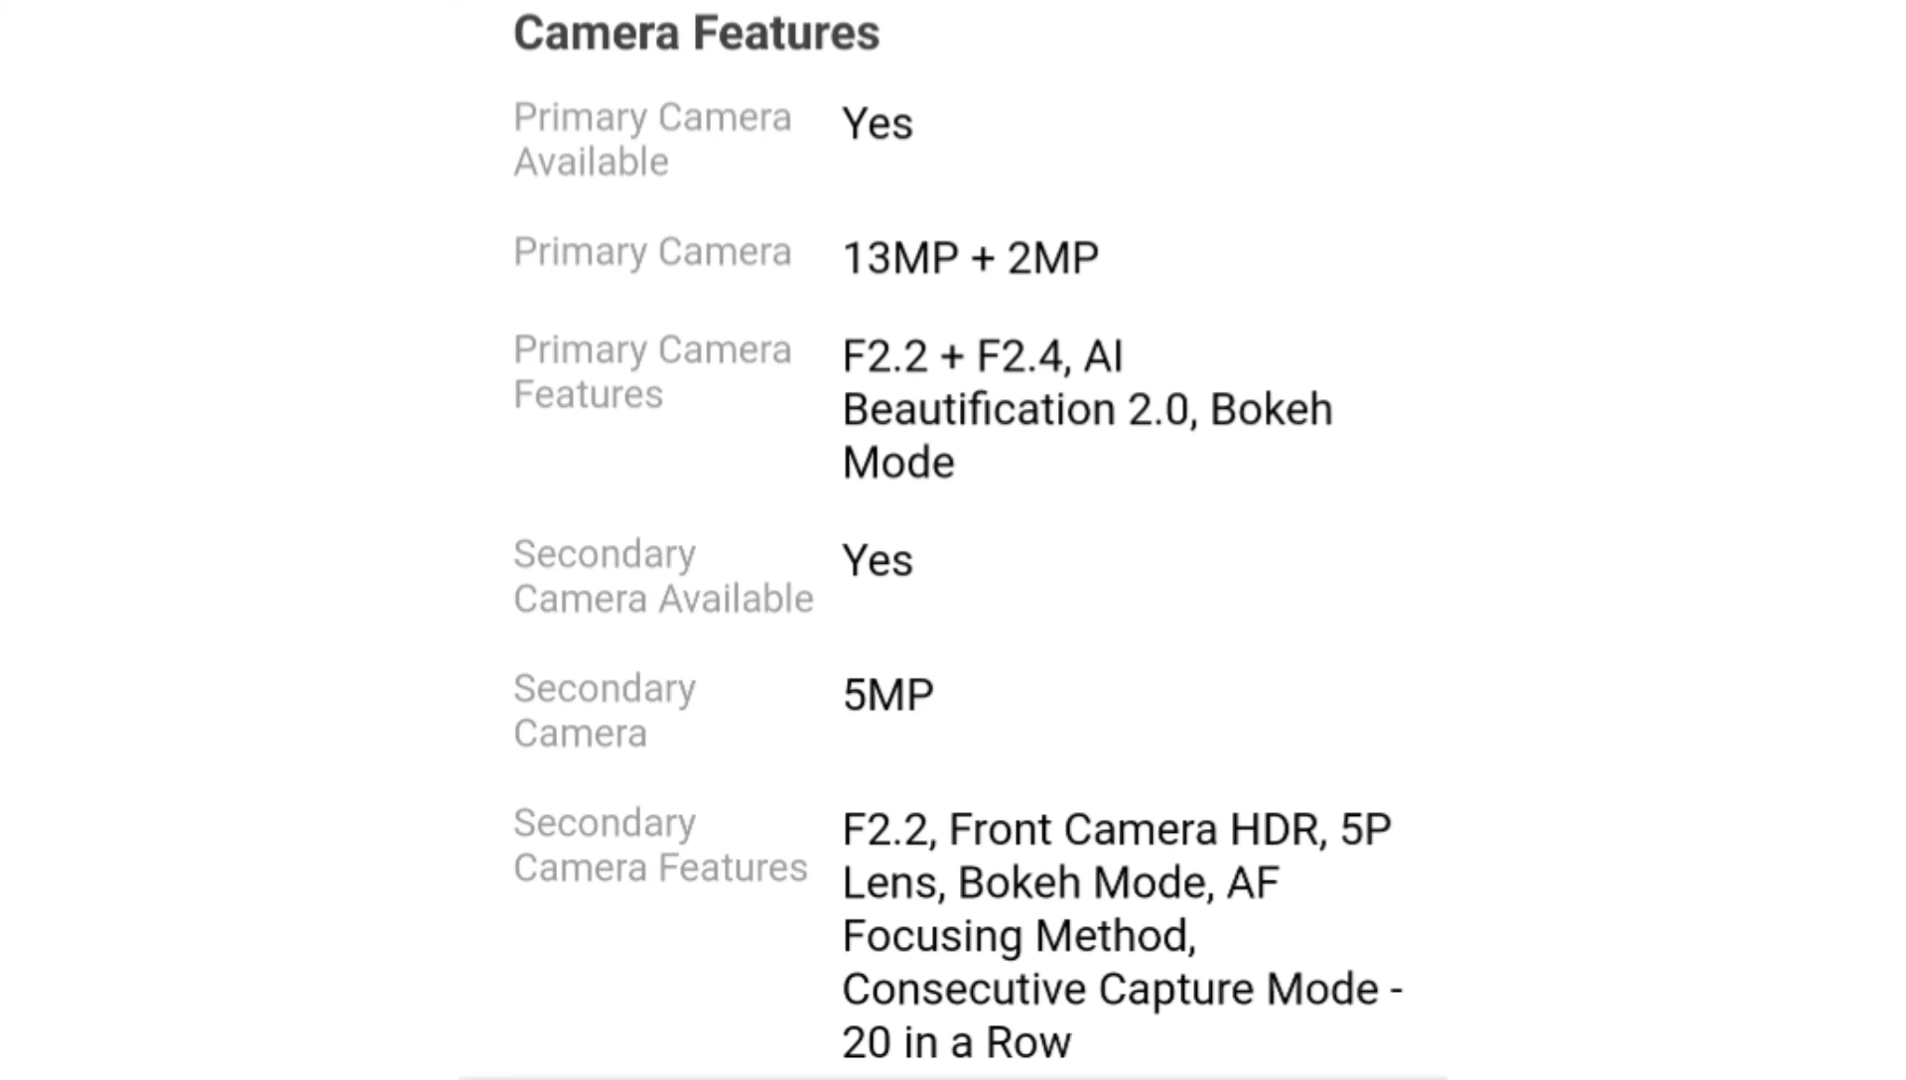 Camera Features
Primary Camera
Available
Yes
Primary Camera
13MP + 2MP
Primary Camera
Features
F2.2 + F2.4, AI
Beautification 2.0, Bokeh
Mode
Secondary
Camera Available
Yes
Secondary
Camera
5MP
Secondary
Camera Features
F2.2, Front Camera HDR, 5P
Lens, Bokeh Mode, AF
Focusing Method,
Consecutive Capture Mode -
20 in a Row